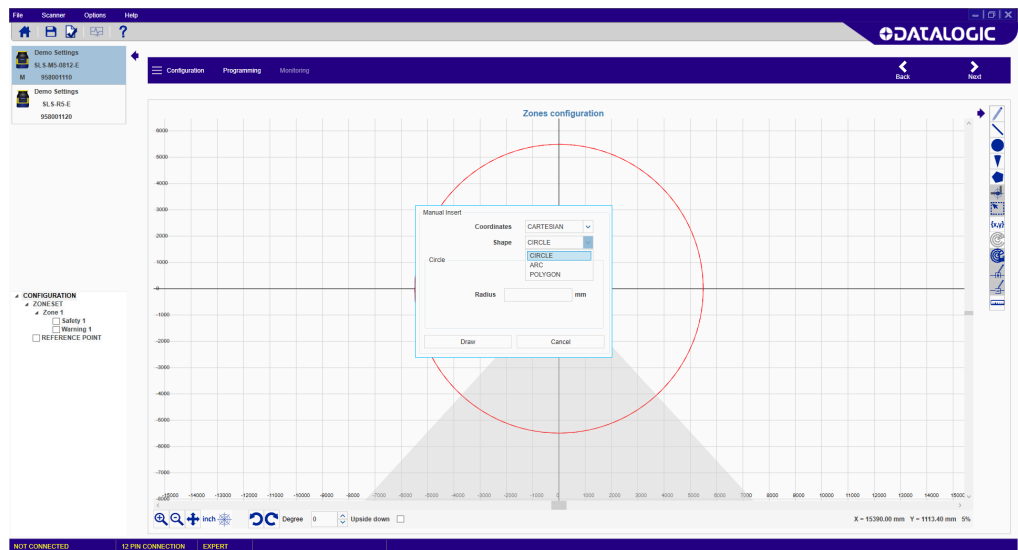 File Scanner Options Help
DATALOGIC
Demo Settings
SLS-M5-0812-E
M 958001110
Demo Settings
SLS-R5-E
958001120
Configuration Programming Monitoring
Back Next
Zones configuration
6000
5000
4000
3000
2000
1000
0
-1000
-2000
-3000
-4000
-5000
-6000
-7000
-8000
-15000 -14000 -13000 -12000 -11000 -10000 -9000 -8000 -7000 -6000 -5000 -4000 -3000 -2000 -1000 0 1000 2000 3000 4000 5000 6000 7000 8000 9000 10000 11000 12000 13000 14000 15000
Manual Insert
Coordinates CARTESIAN
Shape CIRCLE
CIRCLE
ARC
POLYGON
Circle
Radius mm
Draw Cancel
{x,y}
CONFIGURATION
ZONESET
Zone 1
Safety 1
Warning 1
REFERENCE POINT
inch Degree 0 Upside down
X = 15390.00 mm Y = 1113.40 mm 5%
NOT CONNECTED 12 PIN CONNECTION EXPERT